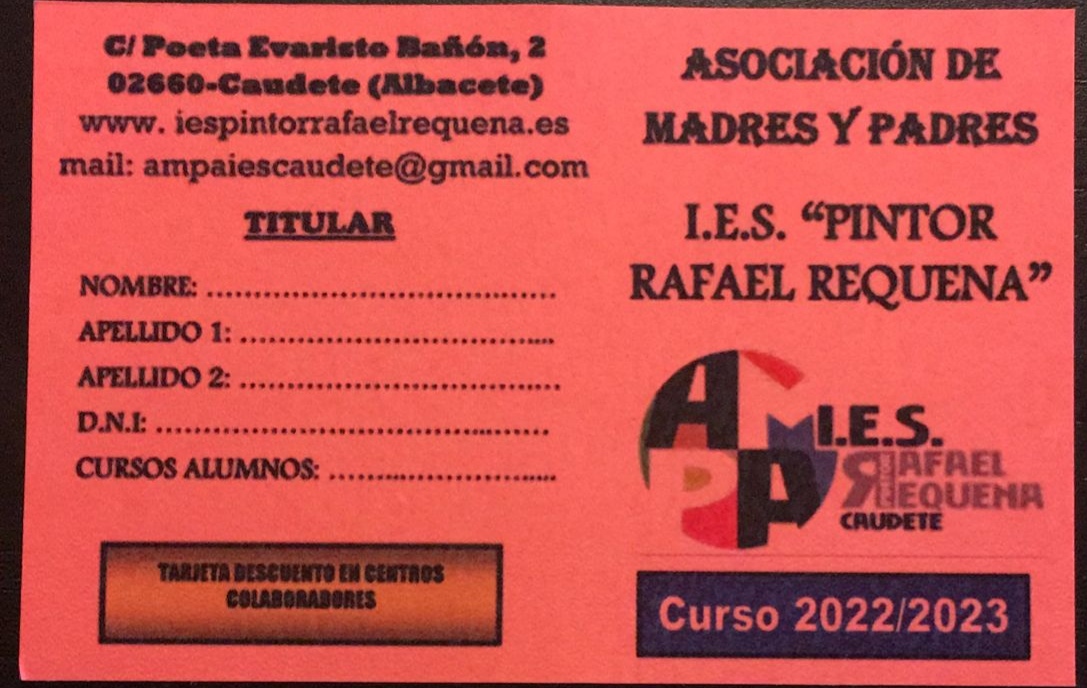 C/ Poeta Evaristo Bañón, 2
02660-Caudete (Albacete)
www. iespintorrafaelrequena.es
mail: ampaiescaudete@gmail.com
TITULAR
NOMBRE: ..........................................
APELLIDO 1: ......................................
APELLIDO 2: ......................................
D.N.I: ...............................................
CURSOS ALUMNOS: ...........................
TARJETA DESCUENTO EN CENTROS
COLABORADORES
ASOCIACIÓN DE
MADRES Y PADRES
I.E.S. “PINTOR
RAFAEL REQUENA”
AMPA
I.E.S.
RAFAEL
REQUENA
CAUDETE
Curso 2022/2023